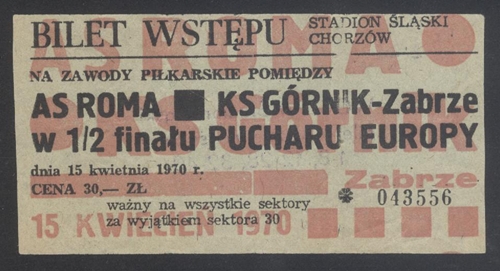 BILET WSTĘPU
STADION ŚLĄSKI
CHORZÓW
NA ZAWODY PIŁKARSKIE POMIĘDZY
AS ROMA ■ KS GÓRNIK-Zabrze
w 1/2 finału PUCHARU EUROPY
dnia 15 kwietnia 1970 r.
CENA 30,— ZŁ
Zabrze
ważny na wszystkie sektory
za wyjątkiem sektora 30
* 043556
15 KWIECIEŃ 1970
AS ROMA